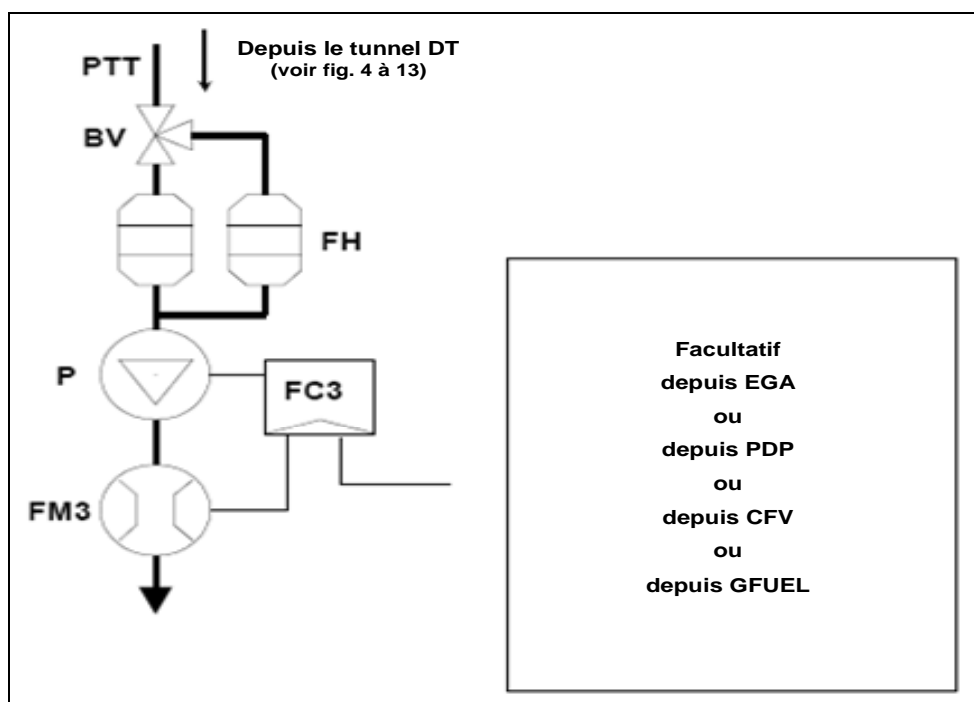 Depuis le tunnel DT
(voir fig. 4 à 13)
PTT
BV
FH
P
FC3
FM3
Facultatif
depuis EGA
ou
depuis PDP
ou
depuis CFV
ou
depuis GFUEL